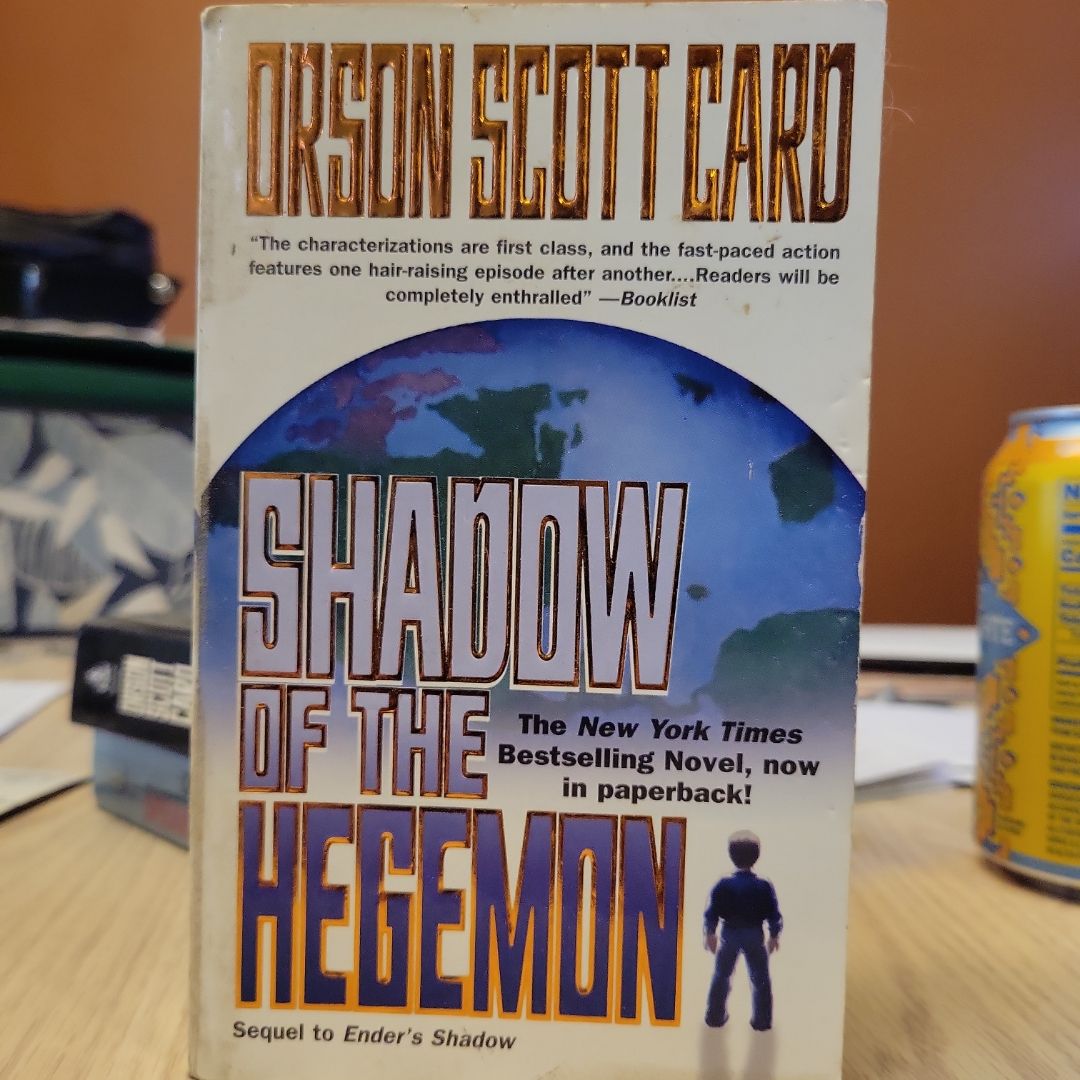 ORSON SCOTT CARD
“The characterizations are first class, and the fast-paced action
features one hair-raising episode after another....Readers will be
completely enthralled” —Booklist
SHADOW
OF THE
HEGEMON
The New York Times
Bestselling Novel, now
in paperback!
Sequel to Ender's Shadow